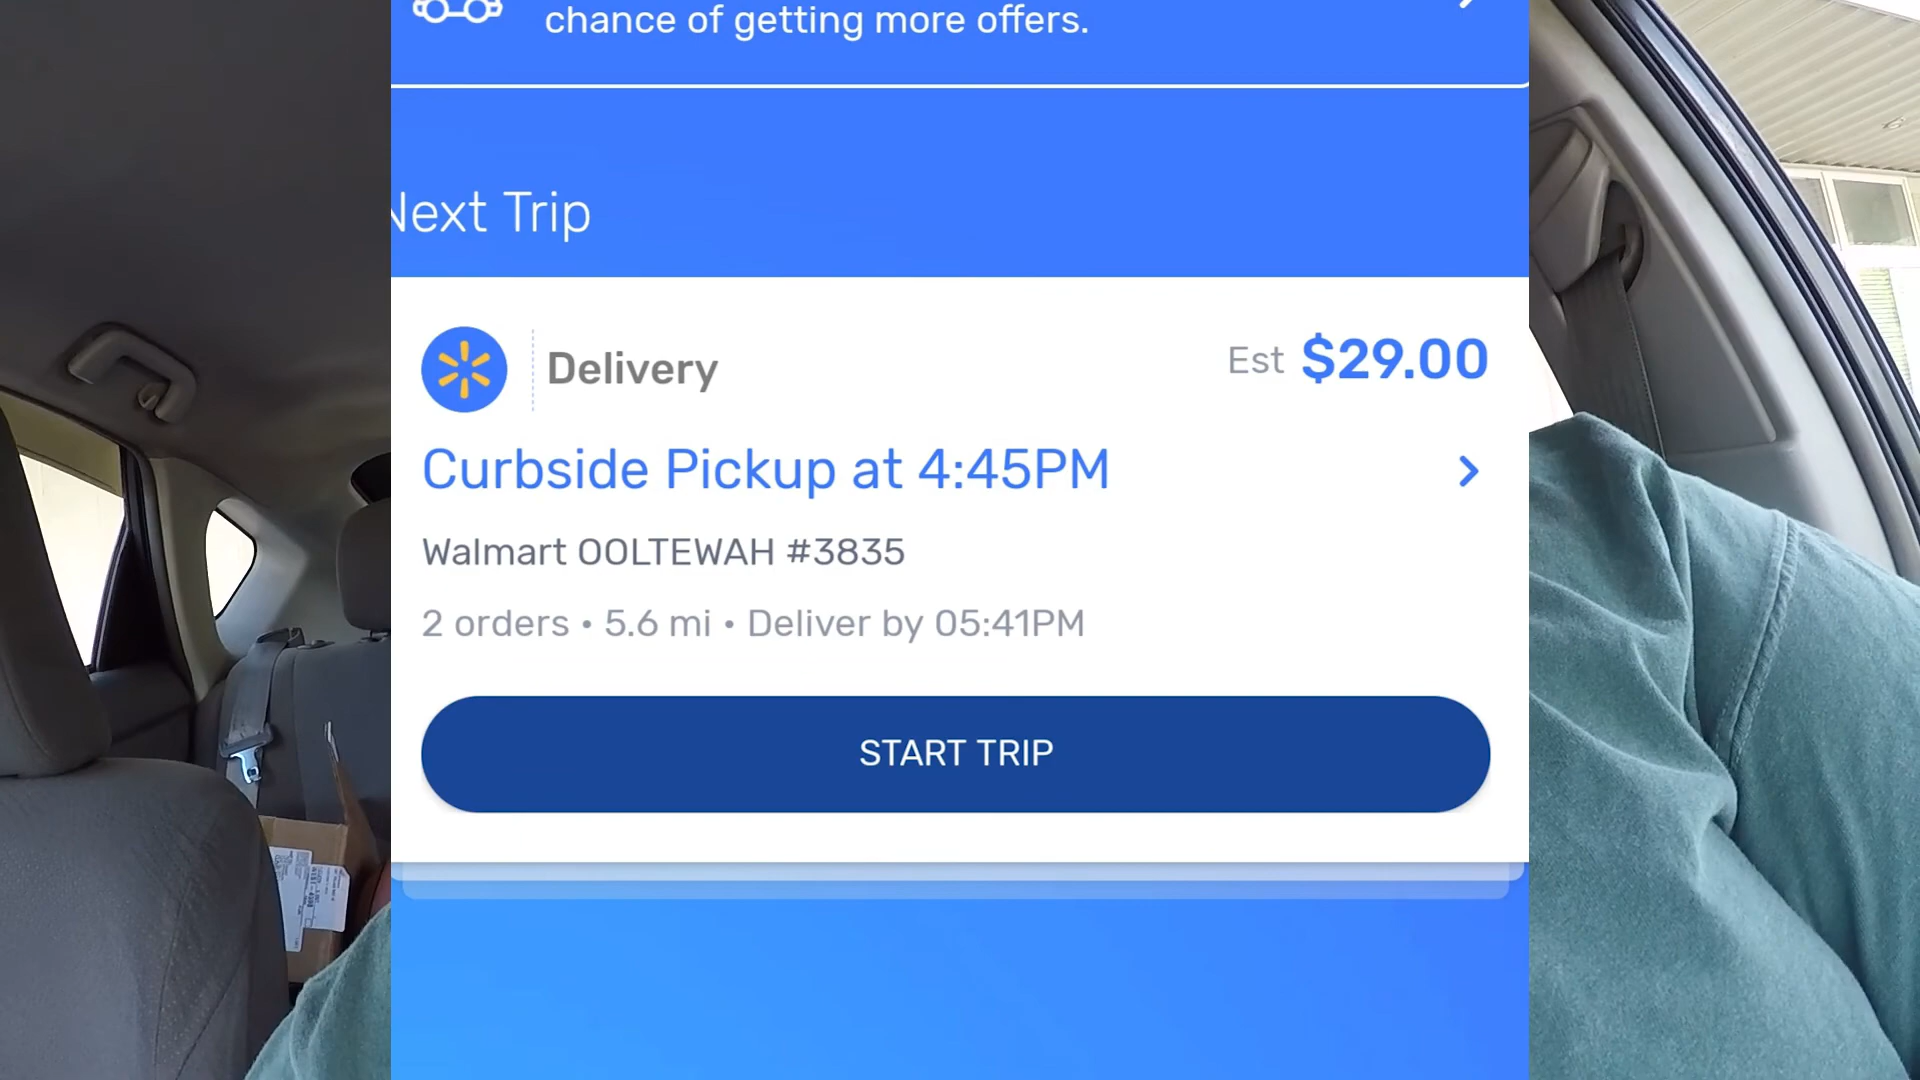 chance of getting more offers.
Next Trip
Delivery
Est $29.00
Curbside Pickup at 4:45PM
Walmart OOLTEWAH #3835
2 orders • 5.6 mi • Deliver by 05:41PM
START TRIP